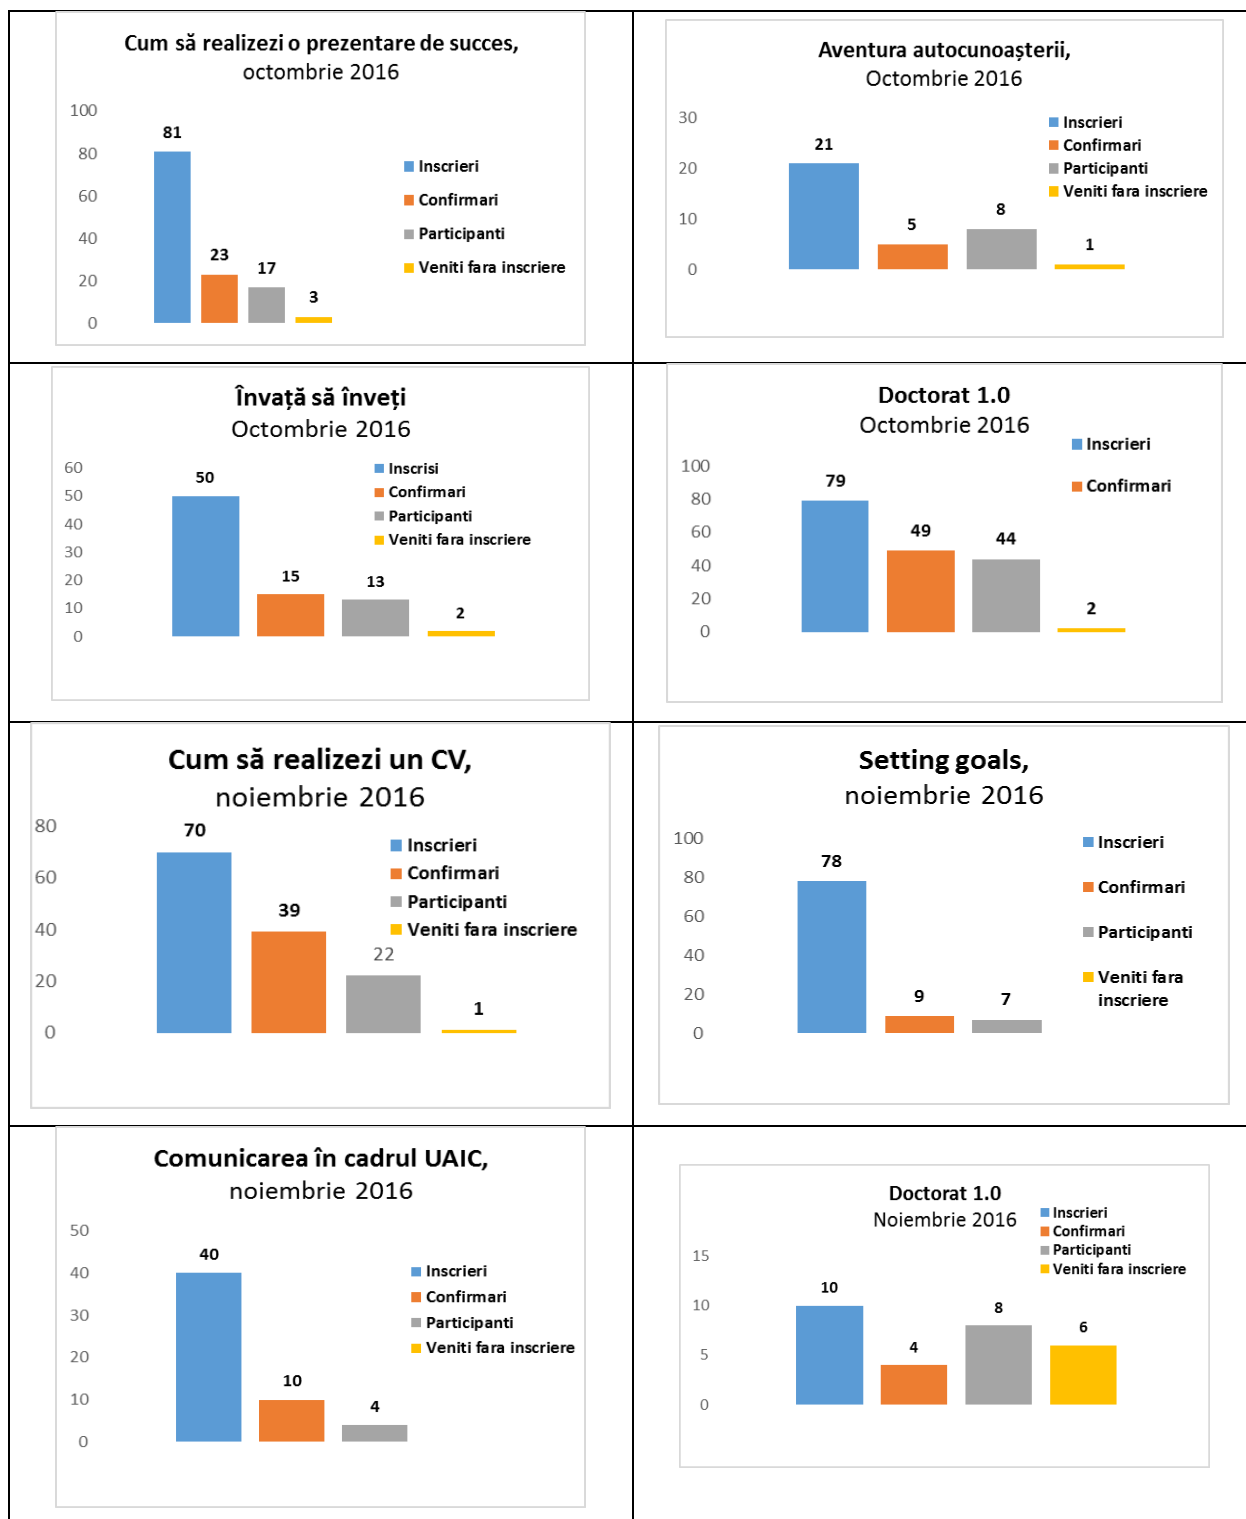 Cum să realizezi o prezentare de succes,
octombrie 2016
100
80
60
40
20
0
81
23
17
3
Inscrieri
Confirmari
Participanti
Veniti fara inscriere
Aventura autocunoașterii,
Octombrie 2016
30
20
10
0
21
5
8
1
Inscrieri
Confirmari
Participanti
Veniti fara inscriere
Învață să înveți
Octombrie 2016
60
50
40
30
20
10
0
50
15
13
2
Inscrisi
Confirmari
Participanti
Veniti fara inscriere
Doctorat 1.0
Octombrie 2016
100
80
60
40
20
0
79
49
44
2
Inscrieri
Confirmari
Cum să realizezi un CV,
noiembrie 2016
80
60
40
20
0
70
39
22
1
Inscrieri
Confirmari
Participanti
Veniti fara inscriere
Setting goals,
noiembrie 2016
100
80
60
40
20
0
78
9
7
Inscrieri
Confirmari
Participanti
Veniti fara
inscriere
Comunicarea în cadrul UAIC,
noiembrie 2016
50
40
30
20
10
0
40
10
4
Inscrieri
Confirmari
Participanti
Veniti fara inscriere
Doctorat 1.0
Noiembrie 2016
15
10
5
0
10
4
8
6
Inscrieri
Confirmari
Participanti
Veniti fara inscriere